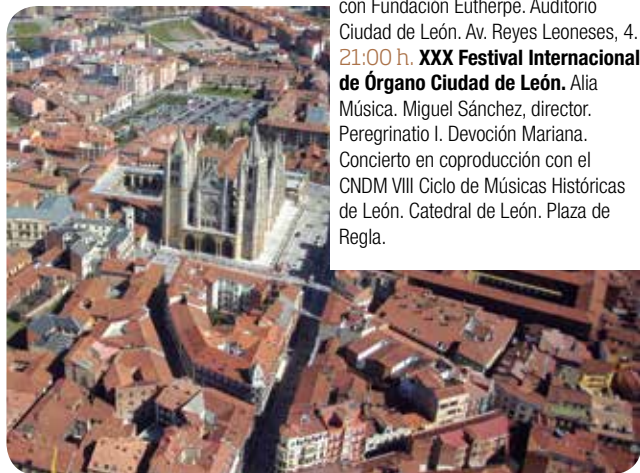 con Fundación Eutherpe. Auditorio
Ciudad de León. Av. Reyes Leoneses, 4.
21:00 h. XXX Festival Internacional
de Órgano Ciudad de León. Alia
Música. Miguel Sánchez, director.
Peregrinatio I. Devoción Mariana.
Concierto en coproducción con el
CNDM VIII Ciclo de Músicas Históricas
de León. Catedral de León. Plaza de
Regla.